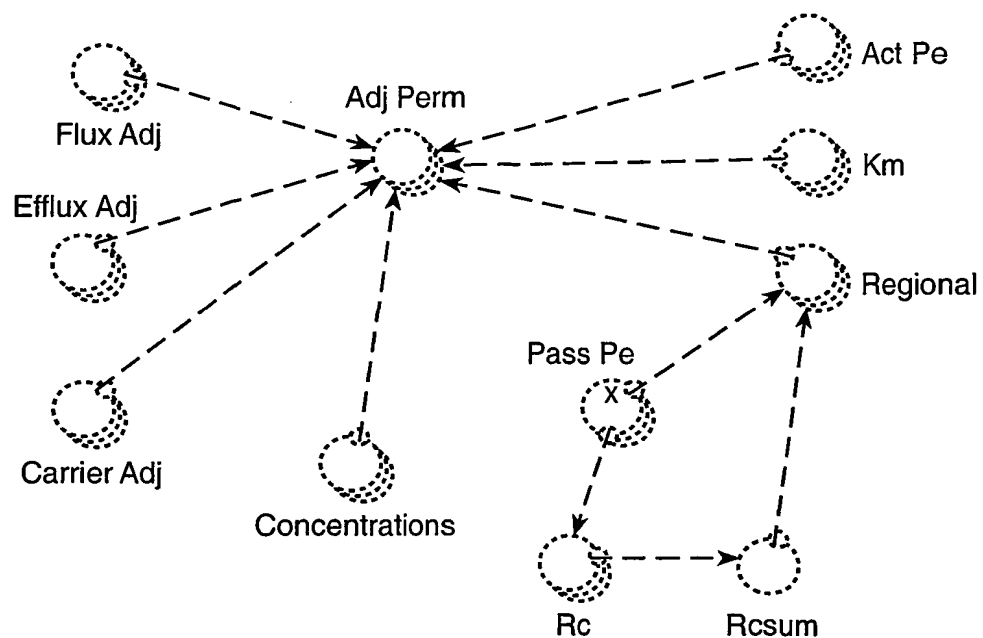 Act Pe
Adj Perm
Flux Adj
Km
Efflux Adj
Regional
Pass Pe
x
Carrier Adj
Concentrations
Rc
Rcsum